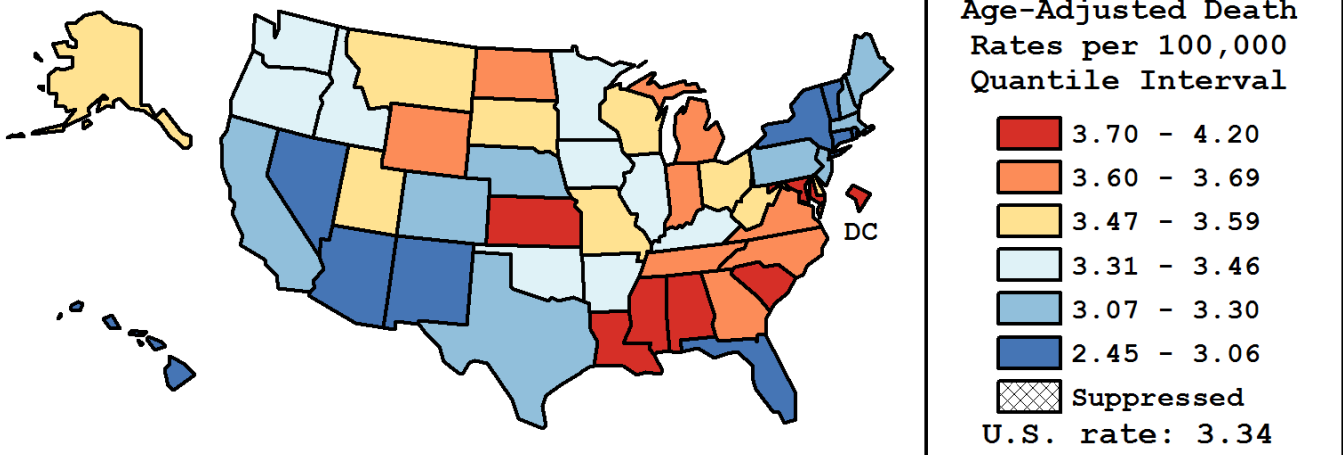 Age-Adjusted Death
Rates per 100,000
Quantile Interval
3.70 - 4.20
3.60 - 3.69
3.47 - 3.59
3.31 - 3.46
3.07 - 3.30
2.45 - 3.06
Suppressed
U.S. rate: 3.34
DC